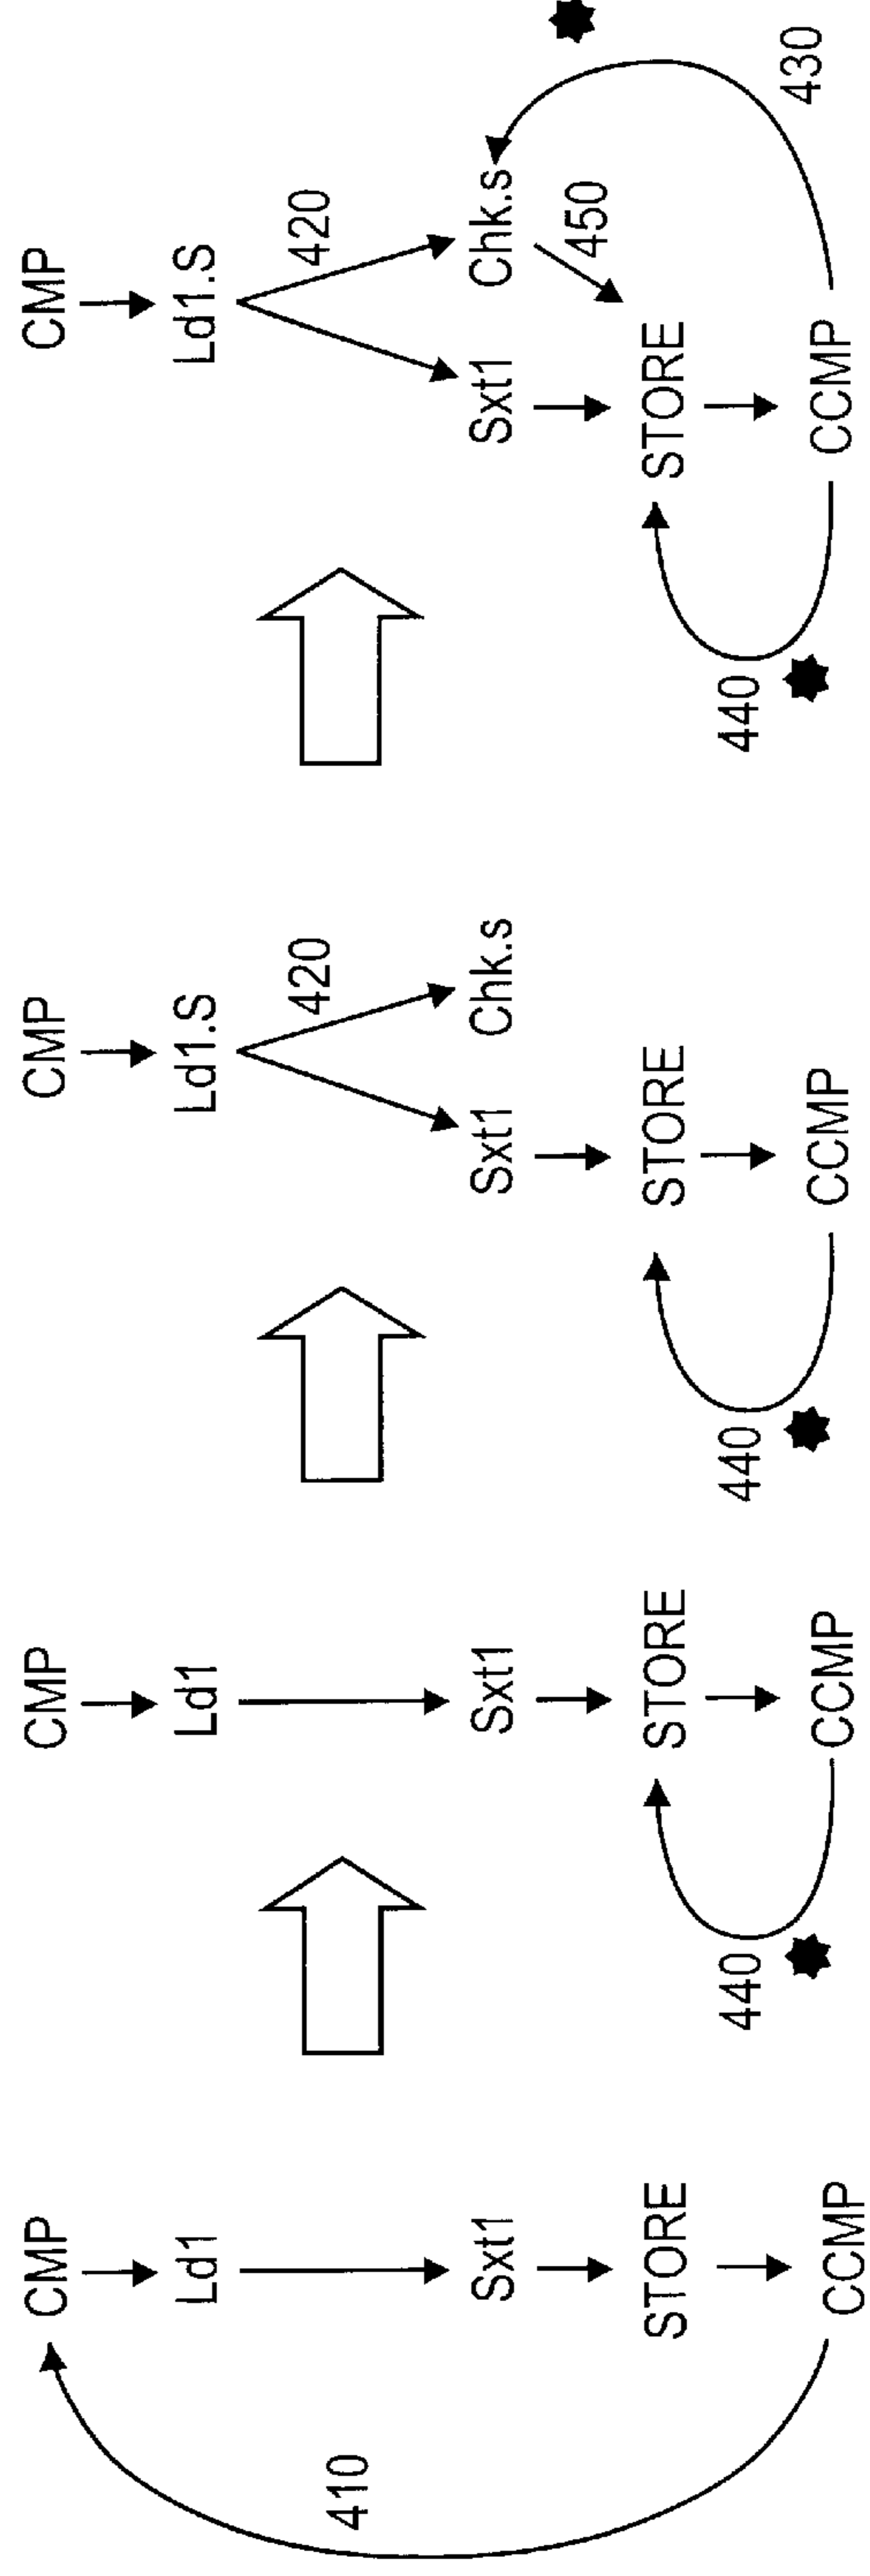 CMP
Ld1
410
Sxt1
STORE
CCMP
CMP
Ld1
Sxt1
STORE
440
CCMP
CMP
Ld1.S
420
Sxt1
Chk.s
STORE
440
CCMP
CMP
Ld1.S
420
Sxt1
Chk.s
450
STORE
440
CCMP
430